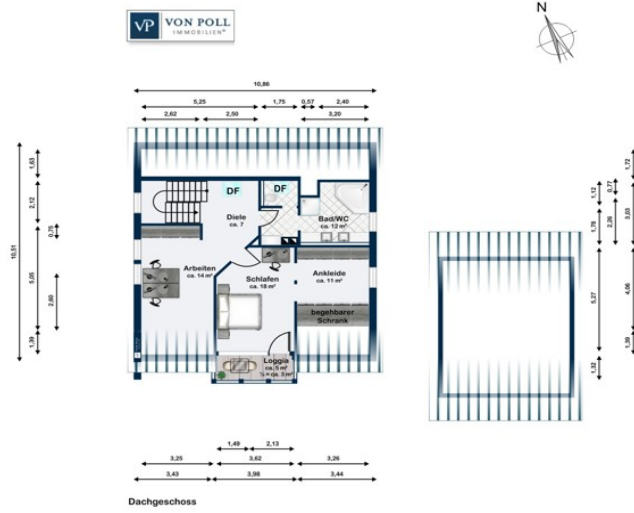 VP VON POLL
IMMOBILIEN®
N
10,86
5,25 1,75 0,57 2,40
2,62 2,50 3,20
10,51
1,63
2,12
0,75
5,05
2,60
1,39
DF
DF
Diele
ca. 7
Bad/WC
ca. 12 m²
Arbeiten
ca. 14 m²
Schlafen
ca. 18 m²
Ankleide
ca. 11 m²
begehbarer
Schrank
Loggia
ca. 5 m²
½ = ca. 3 m²
1,12
1,78
5,27
1,32
0,77
2,26
1,72
3,03
4,06
1,39
1,49 2,13
3,25 3,62 3,26
3,43 3,98 3,44
Dachgeschoss